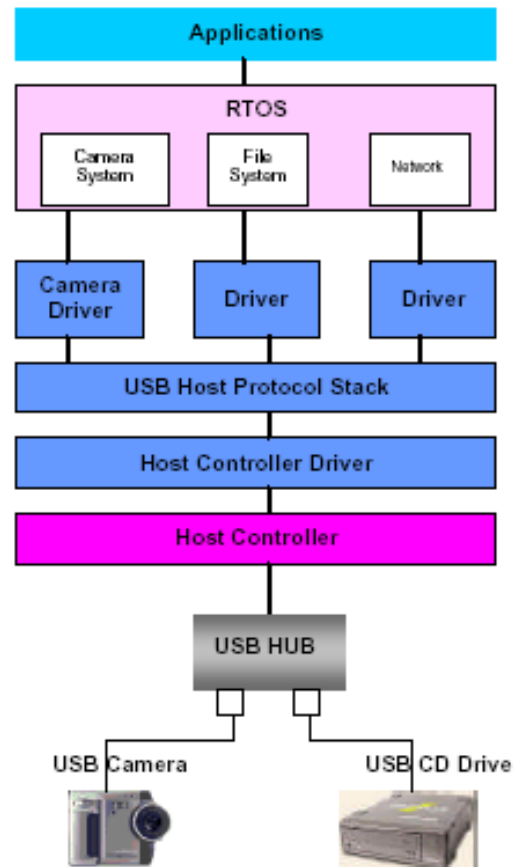 Applications
RTOS
Camera
System
File
System
Network
Camera
Driver
Driver
Driver
USB Host Protocol Stack
Host Controller Driver
Host Controller
USB HUB
USB Camera
USB CD Drive